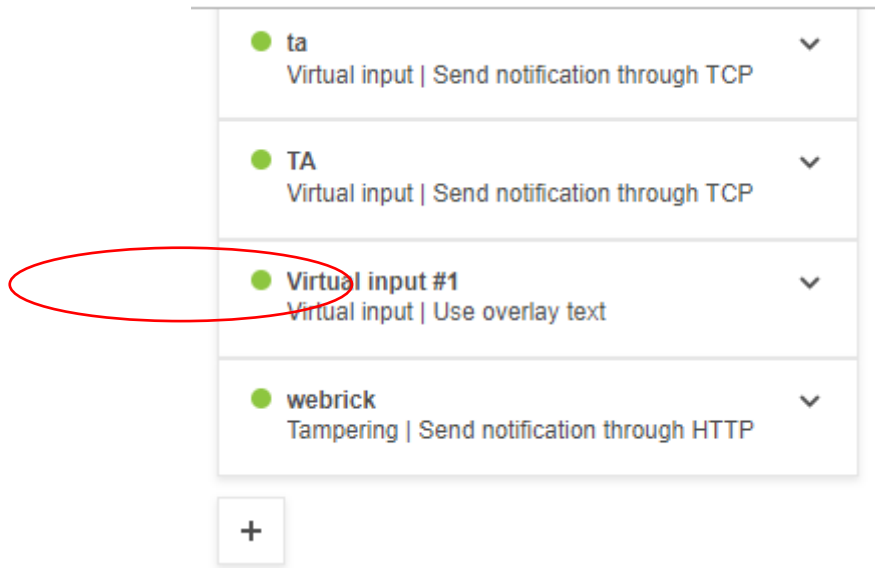 ta
Virtual input | Send notification through TCP
TA
Virtual input | Send notification through TCP
Virtual input #1
Virtual input | Use overlay text
webrick
Tampering | Send notification through HTTP
+